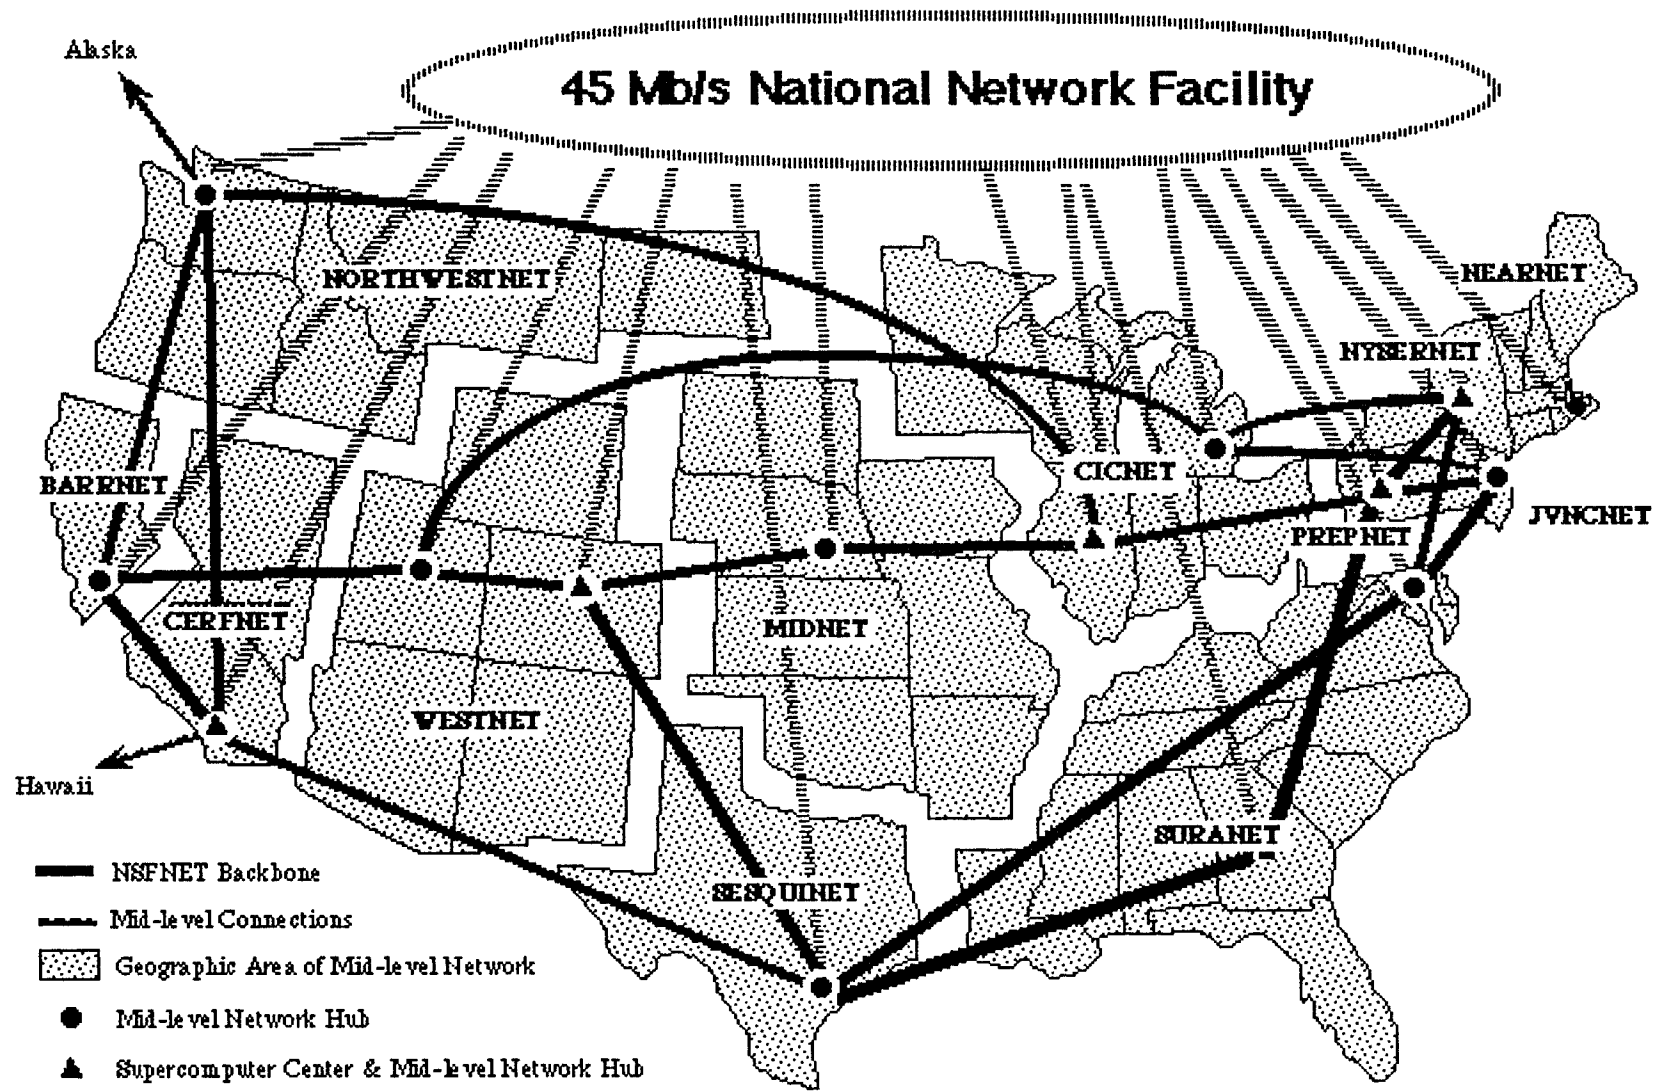 45 Mb/s National Network Facility
Alaska
NORTHWESTNET
NEARNET
NYSERNET
BARRNET
CICNET
JVNCNET
PREPNET
CERFNET
MIDNET
WESTNET
Hawaii
SURANET
SESQUINET
NSFNET Backbone
Mid-level Connections
Geographic Area of Mid-level Network
Mid-level Network Hub
Supercomputer Center & Mid-level Network Hub